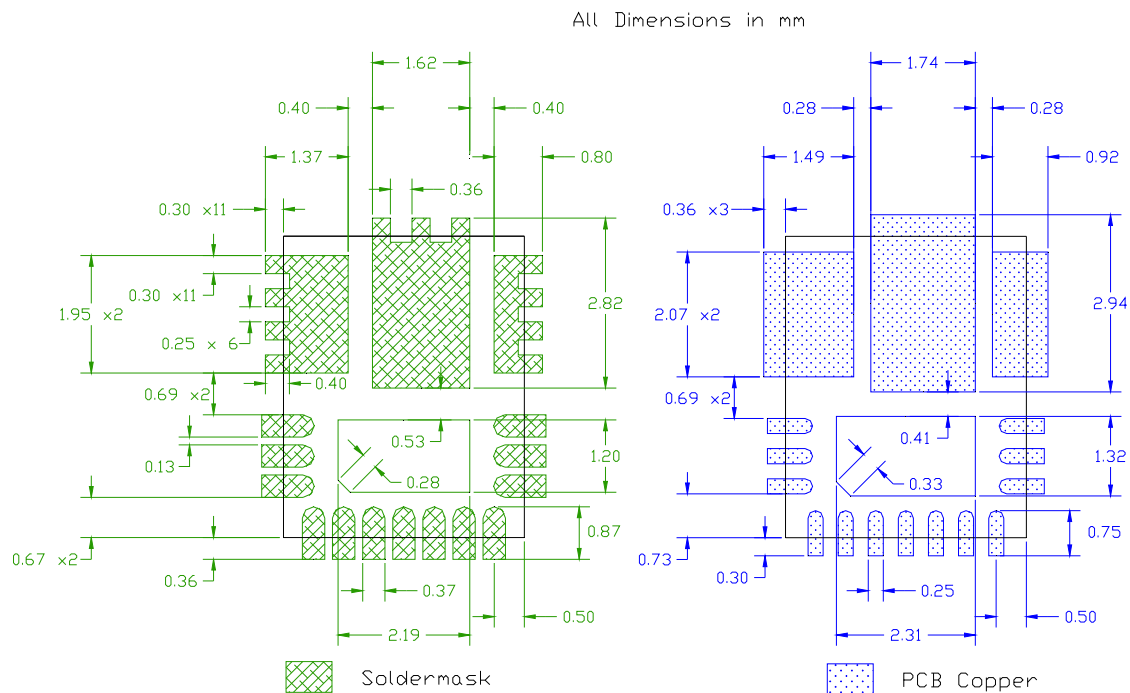 All Dimensions in mm
1.62
1.74
0.40
0.40
0.28
0.28
1.37
0.80
1.49
0.92
0.36
0.30 x11
0.36 x3
0.30 x11
2.82
2.94
1.95 x2
2.07 x2
0.25 x 6
0.40
0.69 x2
0.69 x2
0.53
0.41
1.20
1.32
0.13
0.28
0.33
0.87
0.75
0.67 x2
0.73
0.36
0.30
0.37
0.25
0.50
0.50
2.19
2.31
Soldermask
PCB Copper